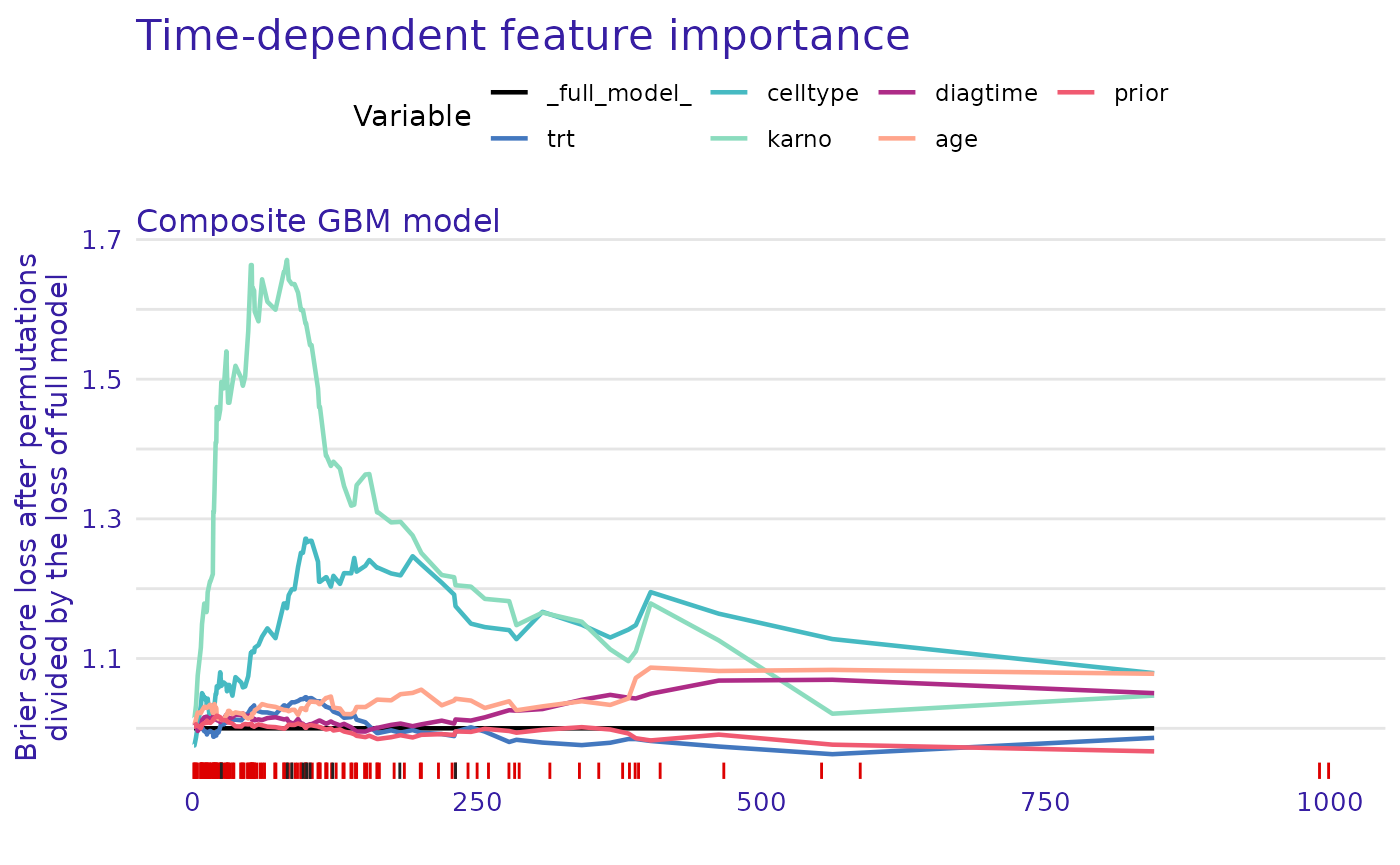 Time-dependent feature importance
Variable
_full_model_ celltype diagtime prior
trt karno age
Composite GBM model
Brier score loss after permutations
divided by the loss of full model
1.7
1.5
1.3
1.1
0 250 500 750 1000